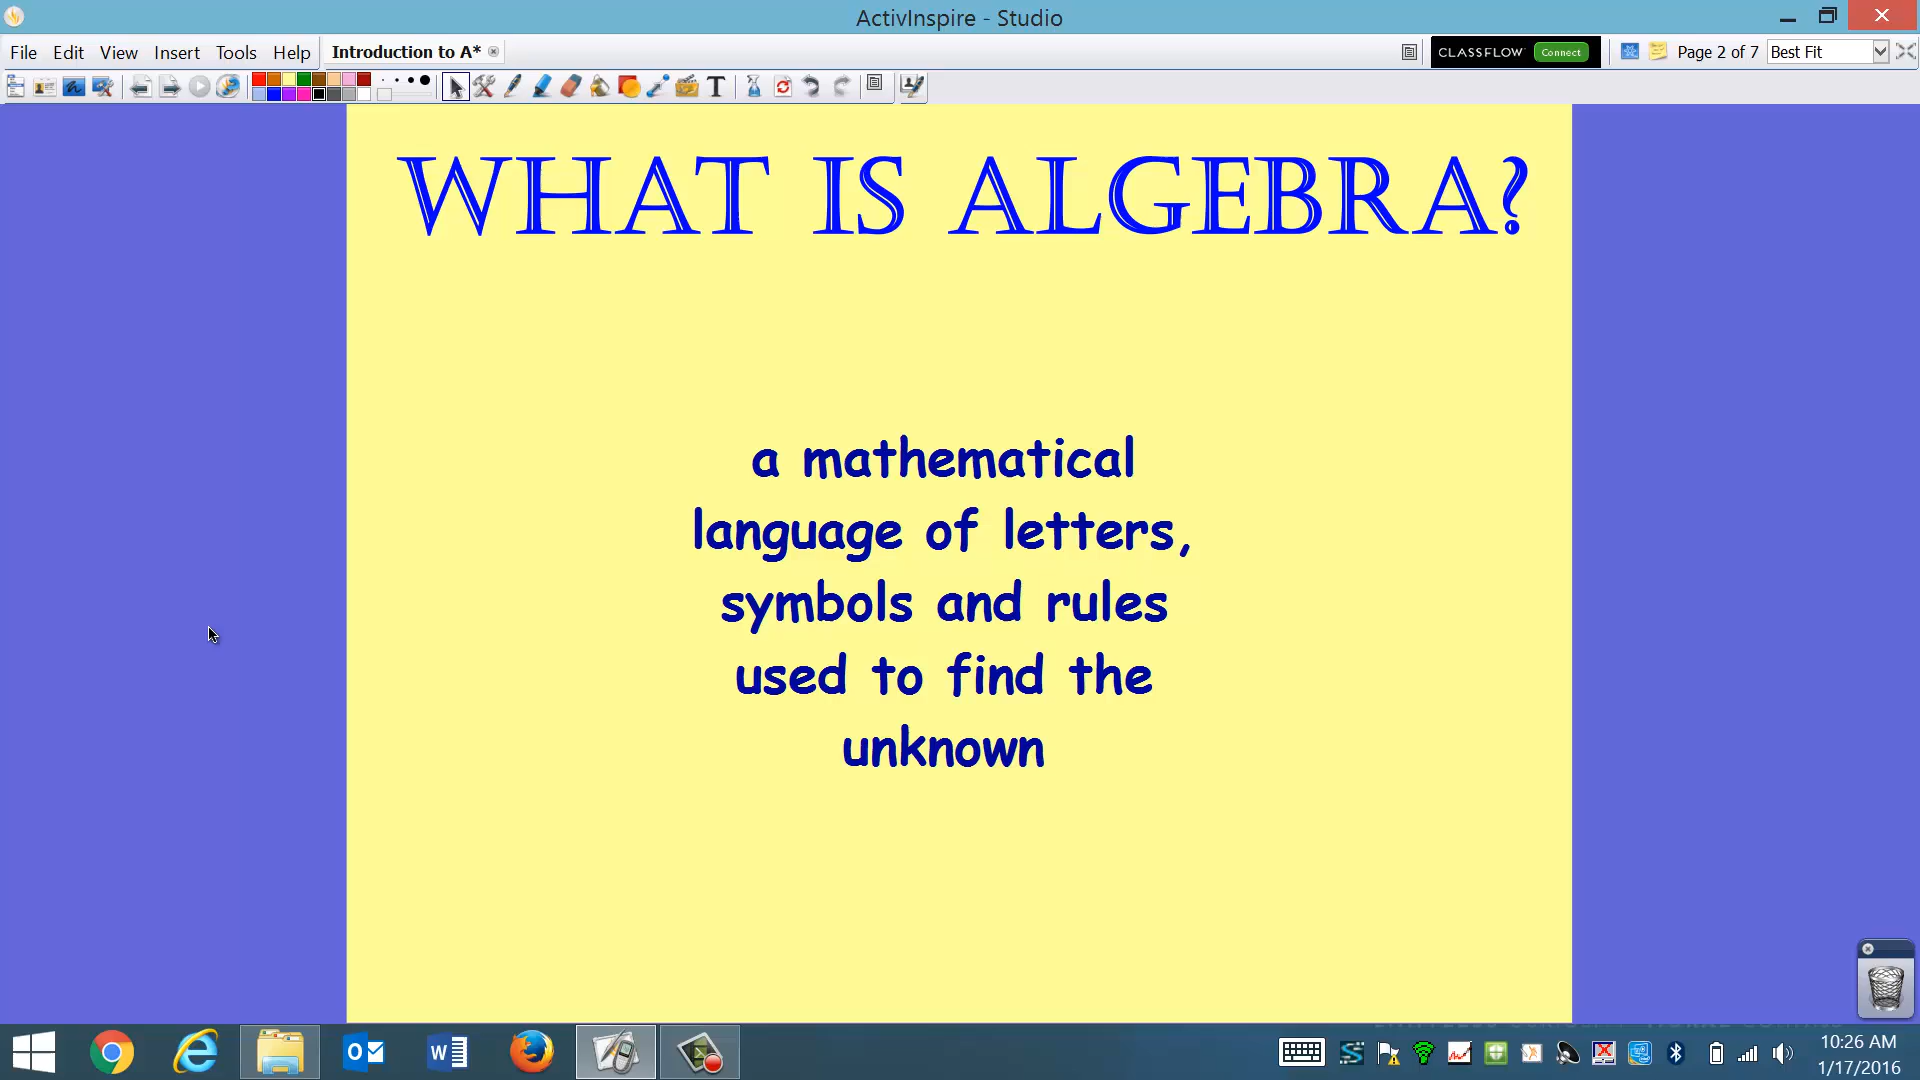 ActivInspire - Studio
File Edit View Insert Tools Help Introduction to A*
CLASSFLOW Connect Page 2 of 7 Best Fit
WHAT IS ALGEBRA?
a mathematical
language of letters,
symbols and rules
used to find the
unknown
10:26 AM
1/17/2016